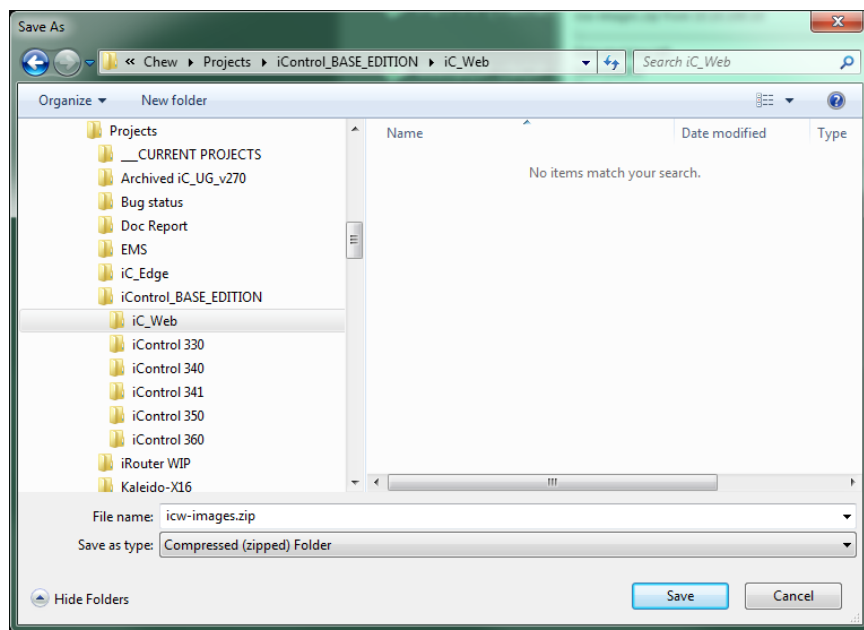 Save As
« Chew ▸ Projects ▸ iControl_BASE_EDITION ▸ iC_Web
Search iC_Web
Organize
New folder
Name
Date modified
Type
No items match your search.
Projects
___CURRENT PROJECTS
Archived iC_UG_v270
Bug status
Doc Report
EMS
iC_Edge
iControl_BASE_EDITION
iC_Web
iControl 330
iControl 340
iControl 341
iControl 350
iControl 360
iRouter WIP
Kaleido-X16
File name: icw-images.zip
Save as type: Compressed (zipped) Folder
Hide Folders
Save
Cancel